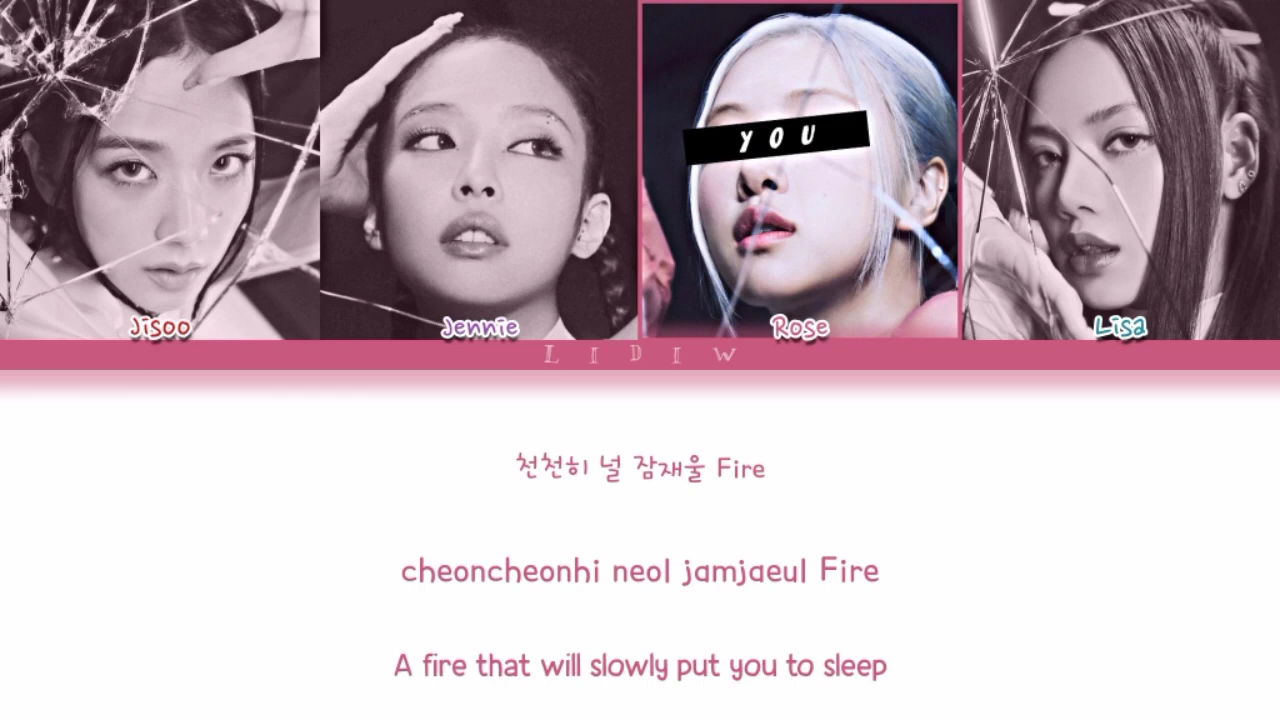 YOU
Jisoo
Jennie
Rose
Lisa
LIDIW
천천히 널 잠재울 Fire
cheoncheonhi neol jamjaeul Fire
A fire that will slowly put you to sleep